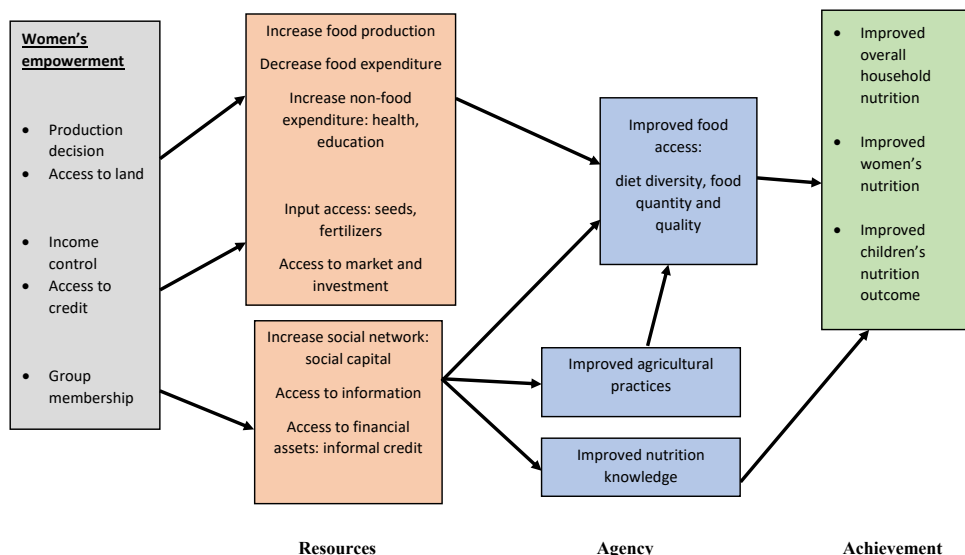 Women's
empowerment
• Production
decision
• Access to land
• Income
control
• Access to
credit
• Group
membership
Increase food production
Decrease food expenditure
Increase non-food
expenditure: health,
education
Input access: seeds,
fertilizers
Access to market and
investment
Increase social network:
social capital
Access to information
Access to financial
assets: informal credit
Improved food
access:
diet diversity, food
quantity and
quality
Improved agricultural
practices
Improved nutrition
knowledge
• Improved
overall
household
nutrition
• Improved
women's
nutrition
• Improved
children's
nutrition
outcome
Resources
Agency
Achievement